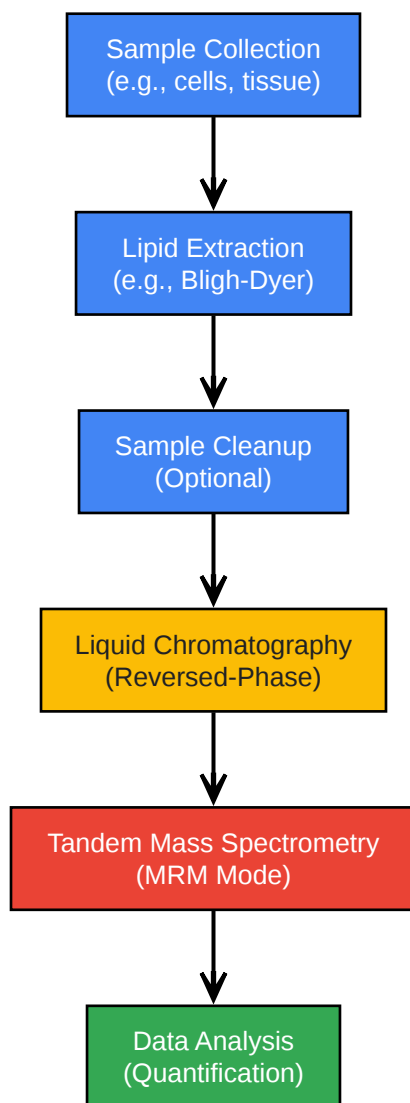 Sample Collection
(e.g., cells, tissue)
Lipid Extraction
(e.g., Bligh-Dyer)
Sample Cleanup
(Optional)
Liquid Chromatography
(Reversed-Phase)
Tandem Mass Spectrometry
(MRM Mode)
Data Analysis
(Quantification)